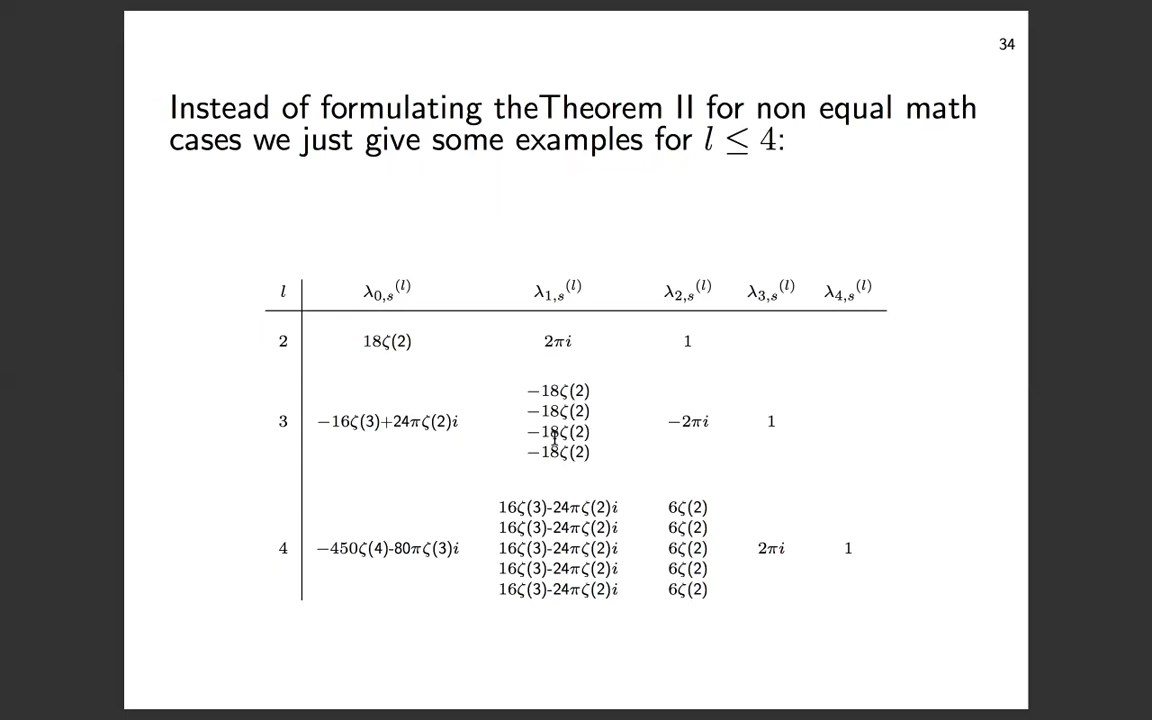 34
Instead of formulating theTheorem II for non equal math
cases we just give some examples for l ≤ 4:
l λ₀,ₛ⁽ˡ⁾ λ₁,ₛ⁽ˡ⁾ λ₂,ₛ⁽ˡ⁾ λ₃,ₛ⁽ˡ⁾ λ₄,ₛ⁽ˡ⁾
2 18ζ(2) 2πi 1
−18ζ(2)
−18ζ(2)
3 −16ζ(3)+24πζ(2)i −2πi 1
−18ζ(2)
−18ζ(2)
16ζ(3)-24πζ(2)i 6ζ(2)
16ζ(3)-24πζ(2)i 6ζ(2)
4 −450ζ(4)-80πζ(3)i 16ζ(3)-24πζ(2)i 6ζ(2) 2πi 1
16ζ(3)-24πζ(2)i 6ζ(2)
16ζ(3)-24πζ(2)i 6ζ(2)